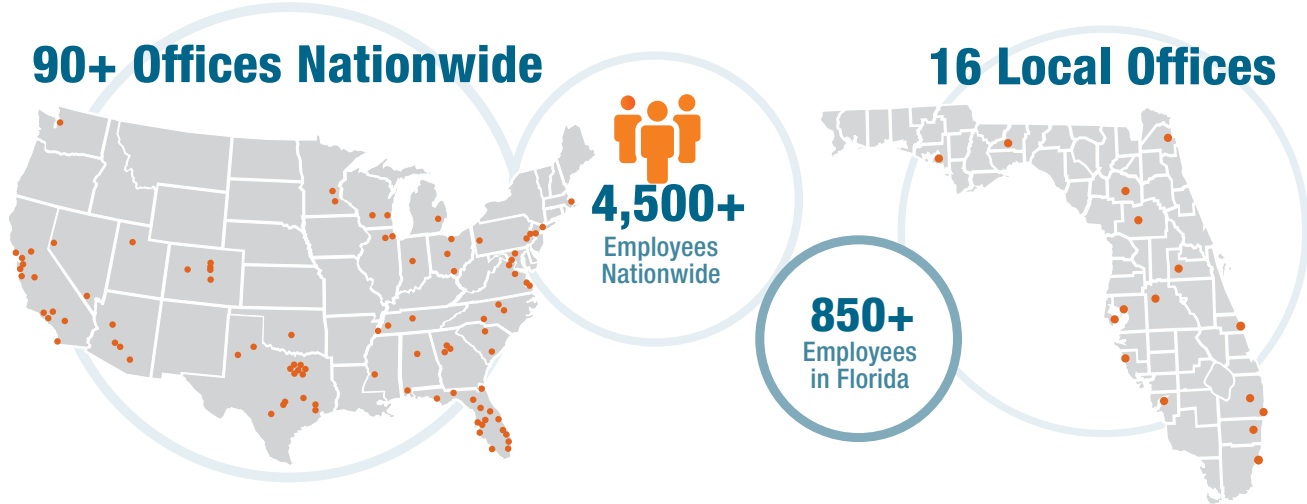 90+ Offices Nationwide
4,500+
Employees
Nationwide
850+
Employees
in Florida
16 Local Offices